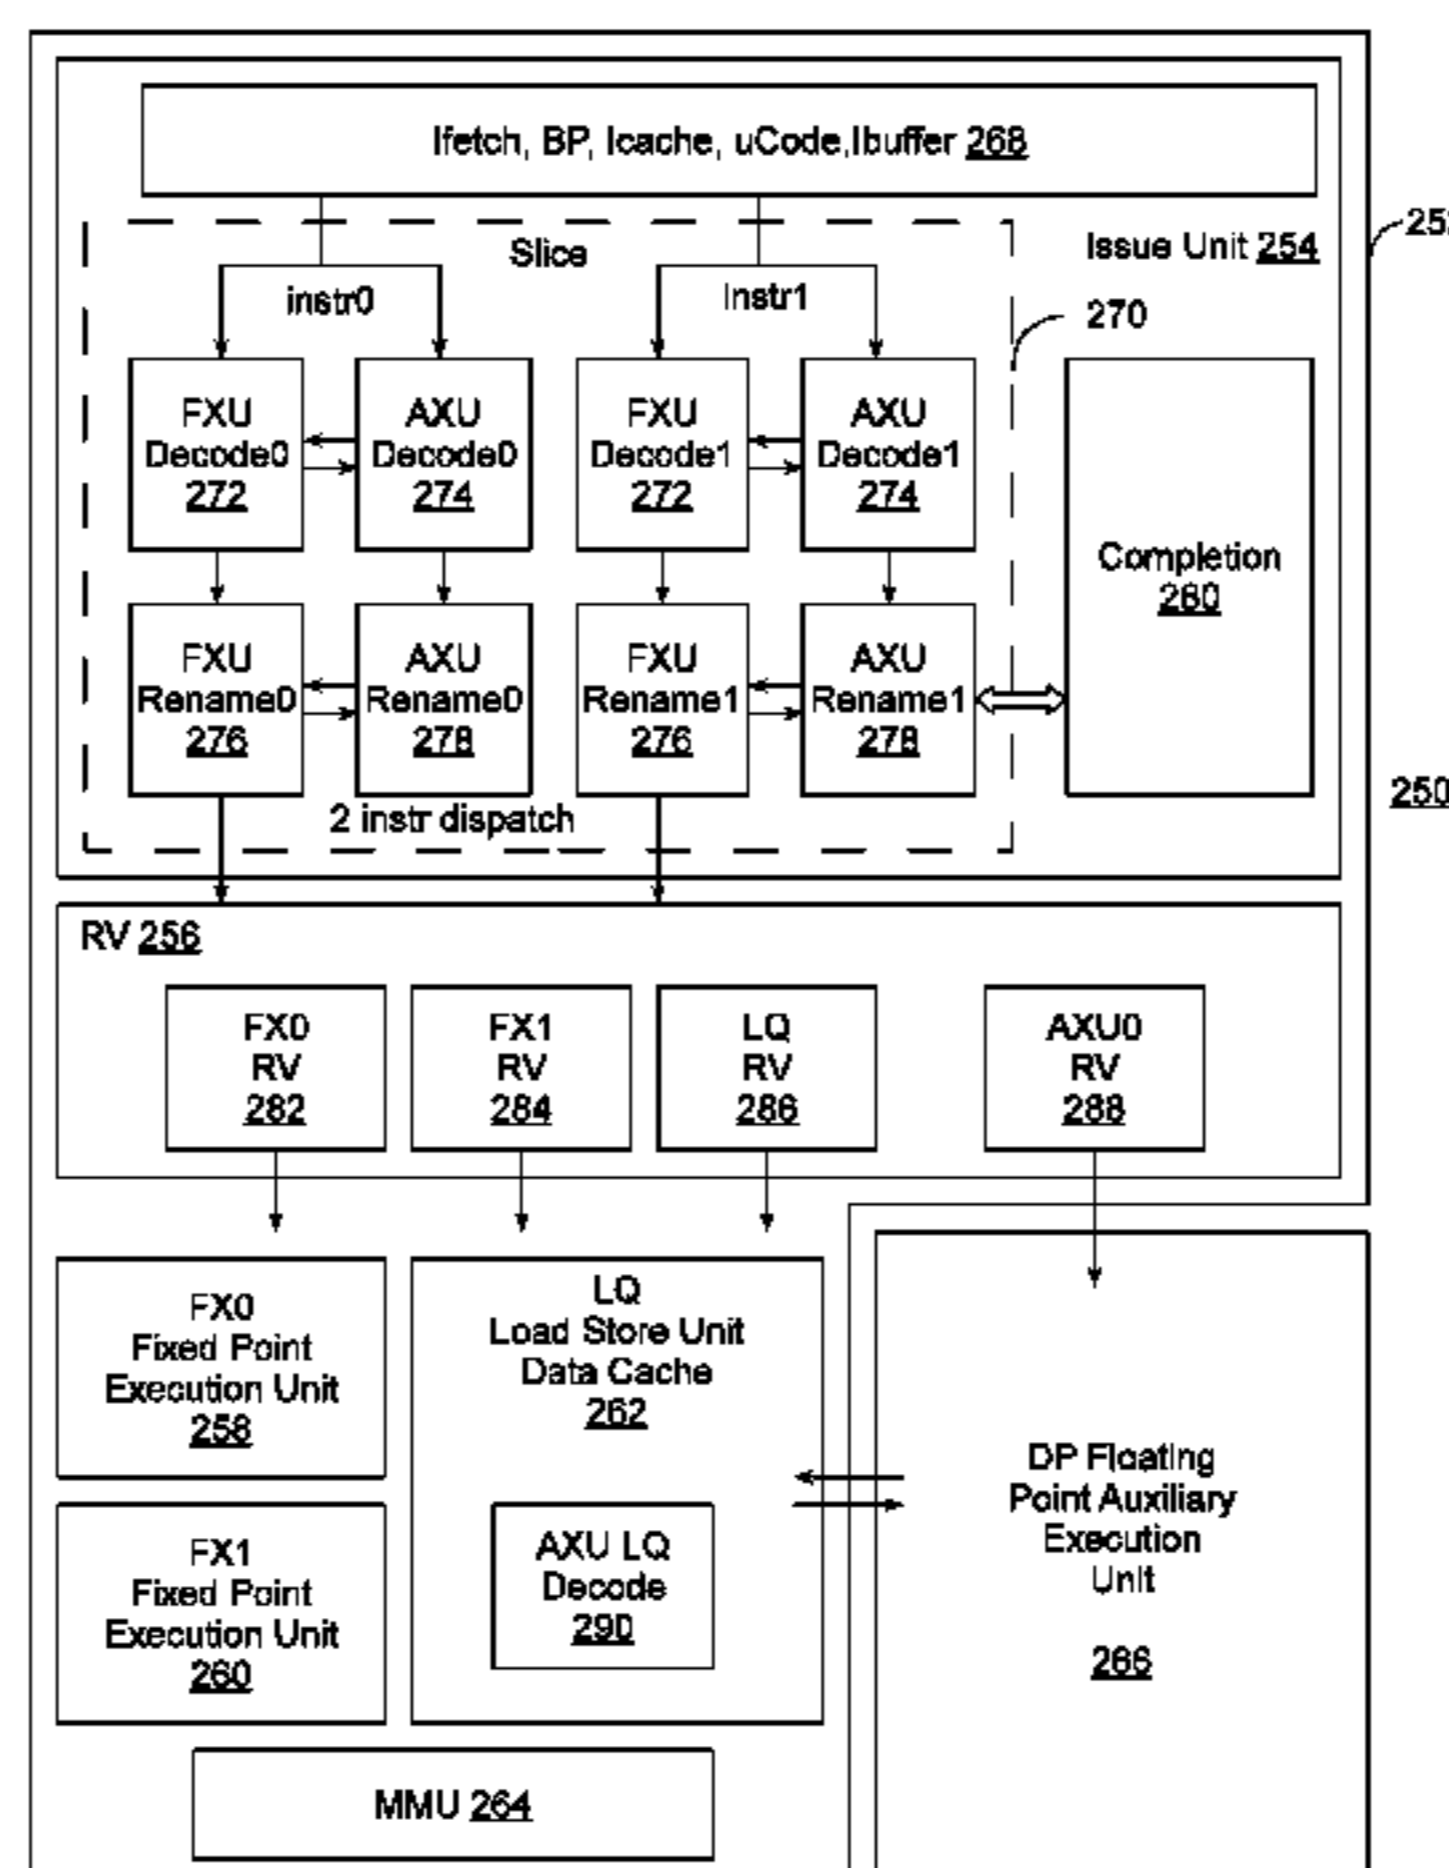 Ifetch, BP, Icache, uCode,Ibuffer 268
Slice
Issue Unit 254
instr0
Instr1
270
FXU
Decode0
272
AXU
Decode0
274
FXU
Decode1
272
AXU
Decode1
274
Completion
280
FXU
Rename0
276
AXU
Rename0
278
FXU
Rename1
276
AXU
Rename1
278
250
2 instr dispatch
RV 256
FX0
RV
282
FX1
RV
284
LQ
RV
286
AXU0
RV
288
FX0
Fixed Point
Execution Unit
258
LQ
Load Store Unit
Data Cache
262
DP Floating
Point Auxiliary
Execution
Unit
266
FX1
Fixed Point
Execution Unit
260
AXU LQ
Decode
290
MMU 264